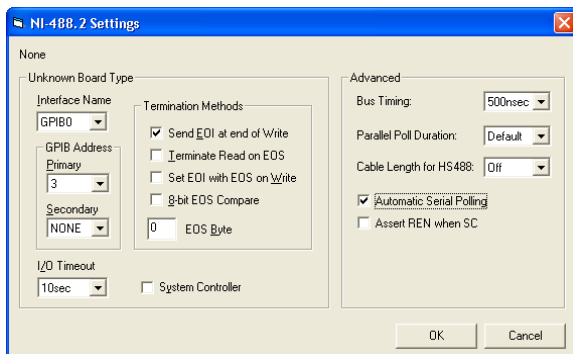 NI-488.2 Settings
None
Unknown Board Type
Interface Name
GPIB0
GPIB Address
Primary
3
Secondary
NONE
I/O Timeout
10sec
Termination Methods
Send EOI at end of Write
Terminate Read on EOS
Set EOI with EOS on Write
8-bit EOS Compare
0 EOS Byte
System Controller
Advanced
Bus Timing: 500nsec
Parallel Poll Duration: Default
Cable Length for HS488: Off
Automatic Serial Polling
Assert REN when SC
OK Cancel